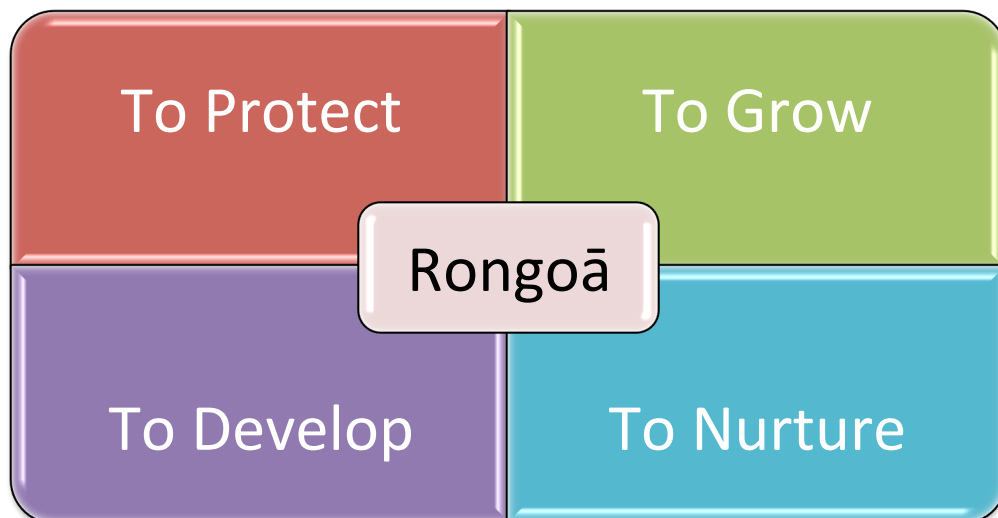 To Protect
To Grow
Rongoā
To Develop
To Nurture